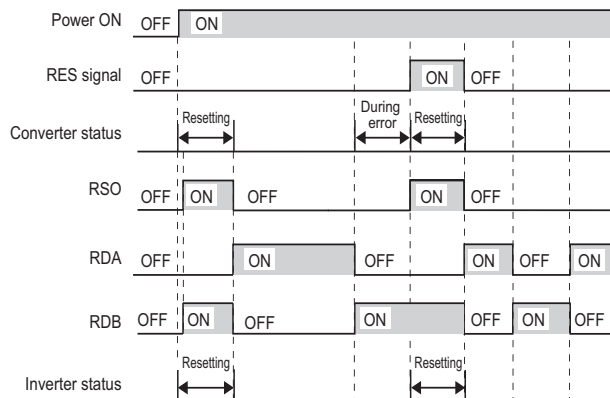 Power ON OFF ON
RES signal OFF ON OFF
Converter status Resetting During error Resetting
RSO OFF ON OFF ON OFF
RDA OFF ON OFF ON OFF ON
RDB OFF ON OFF ON OFF ON OFF
Inverter status Resetting Resetting